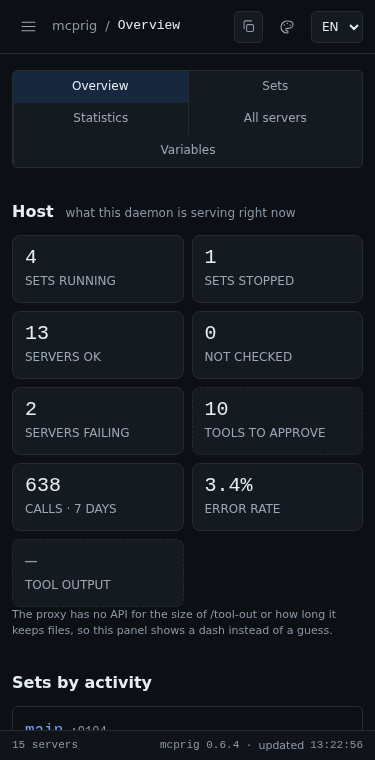 mcprig / Overview
EN
Overview
Sets
Statistics
All servers
Variables
Host what this daemon is serving right now
4
SETS RUNNING
1
SETS STOPPED
13
SERVERS OK
0
NOT CHECKED
2
SERVERS FAILING
10
TOOLS TO APPROVE
638
CALLS · 7 DAYS
3.4%
ERROR RATE
—
TOOL OUTPUT
The proxy has no API for the size of /tool-out or how long it
keeps files, so this panel shows a dash instead of a guess.
Sets by activity
main :9104
15 servers
mcprig 0.6.4 · updated 13:22:56